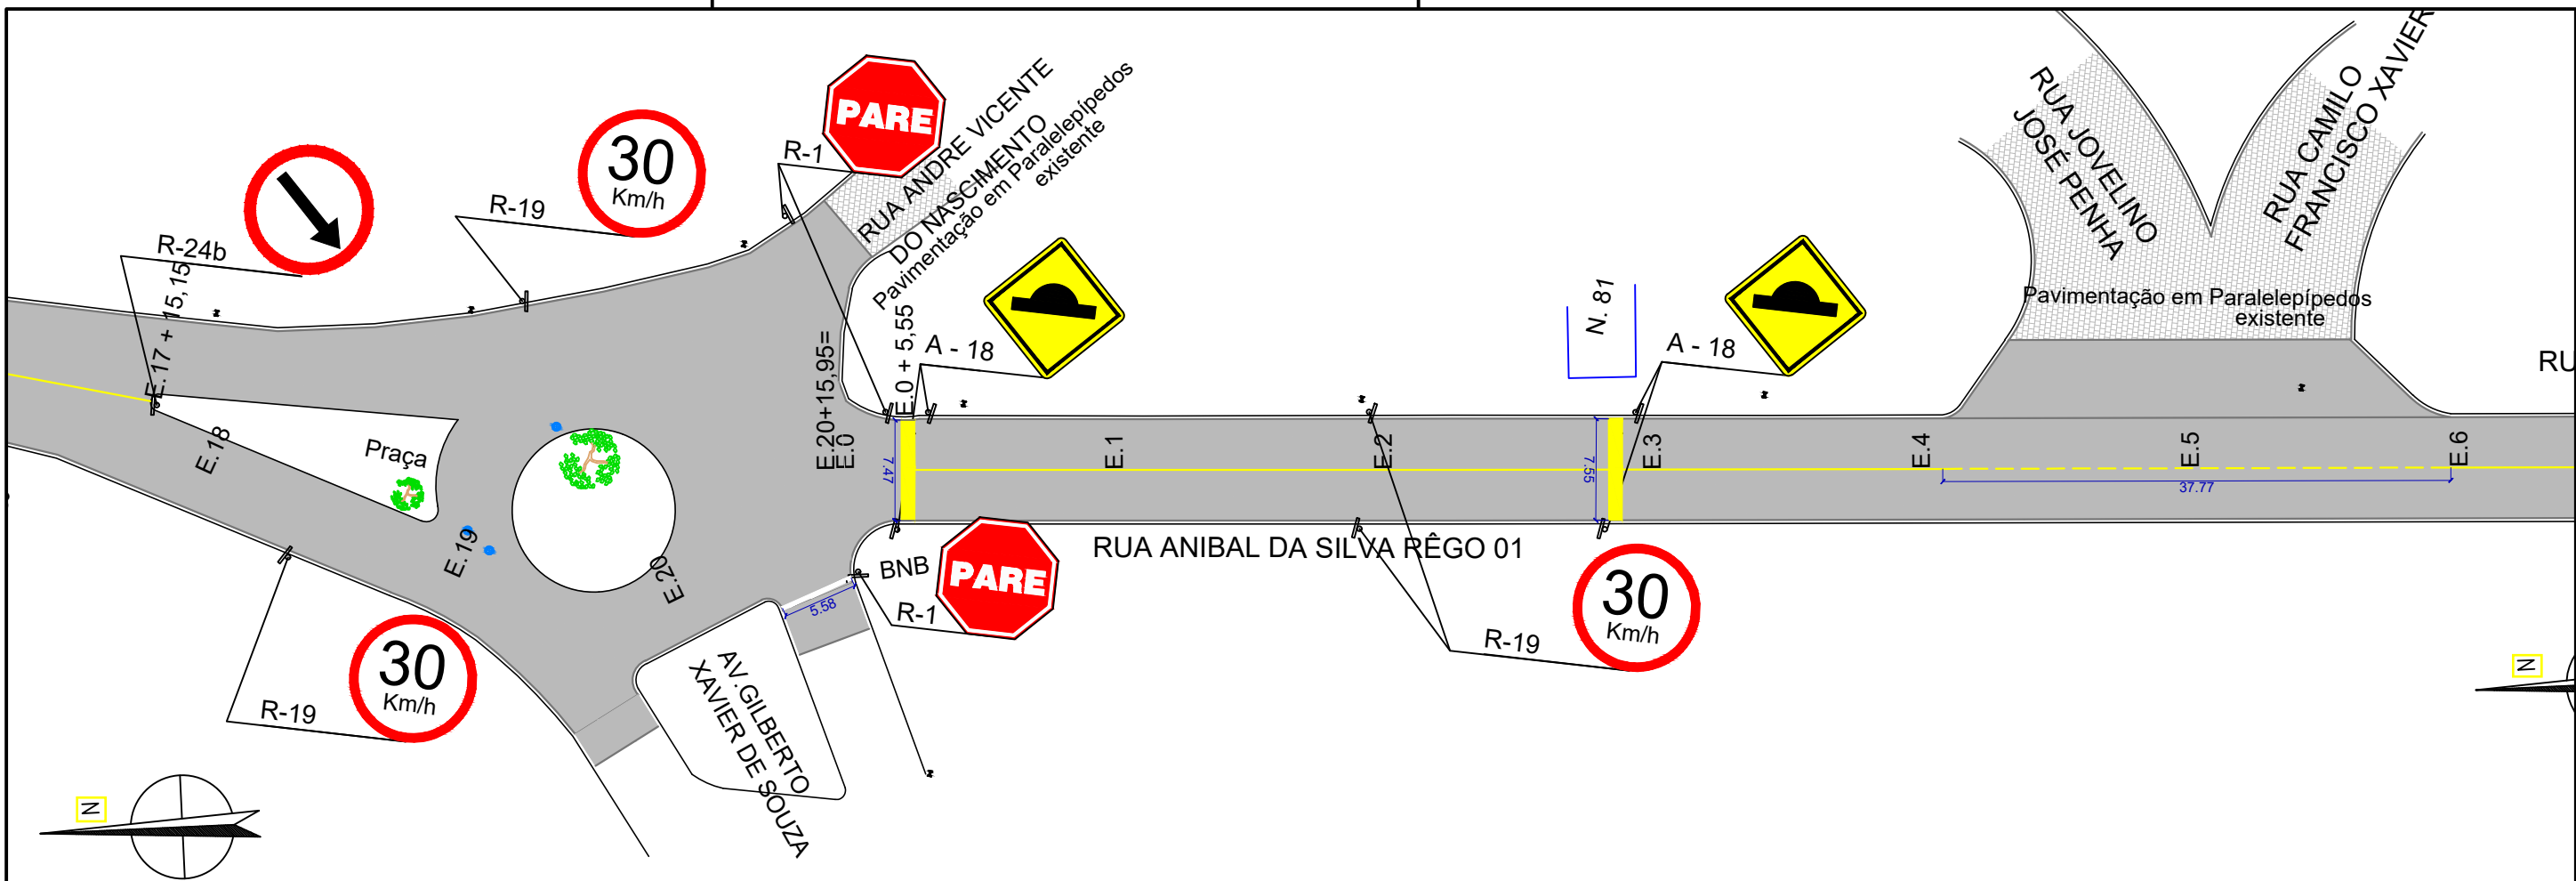 PARE
RUA ANDRE VICENTE
DO NASCIMENTO
Pavimentação em Paralelepípedos
existente
R-1
30
Km/h
R-19
R-24b
E.17 + 15,15
E.18
Praça
E.19
E.20
E.20+15,95=
E.0
E.0 + 5,55
7.47
A - 18
N. 81
A - 18
RUA JOVELINO
JOSÉ PENHA
RUA CAMILO
FRANCISCO XAVIER
Pavimentação em Paralelepípedos
existente
RU
E.1
E.2
7.55
E.3
E.4
E.5
E.6
37.77
RUA ANIBAL DA SILVA RÊGO 01
BNB
PARE
R-1
5.58
AV.GILBERTO
XAVIER DE SOUZA
30
Km/h
R-19
30
Km/h
R-19
N
N